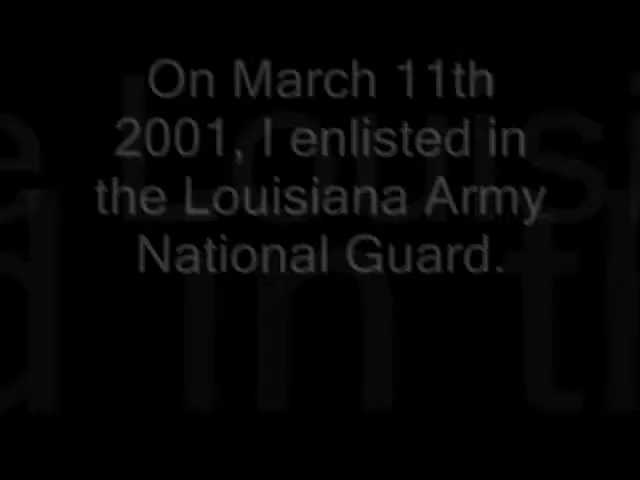 On March 11th
2001, I enlisted in
the Louisiana Army
National Guard.